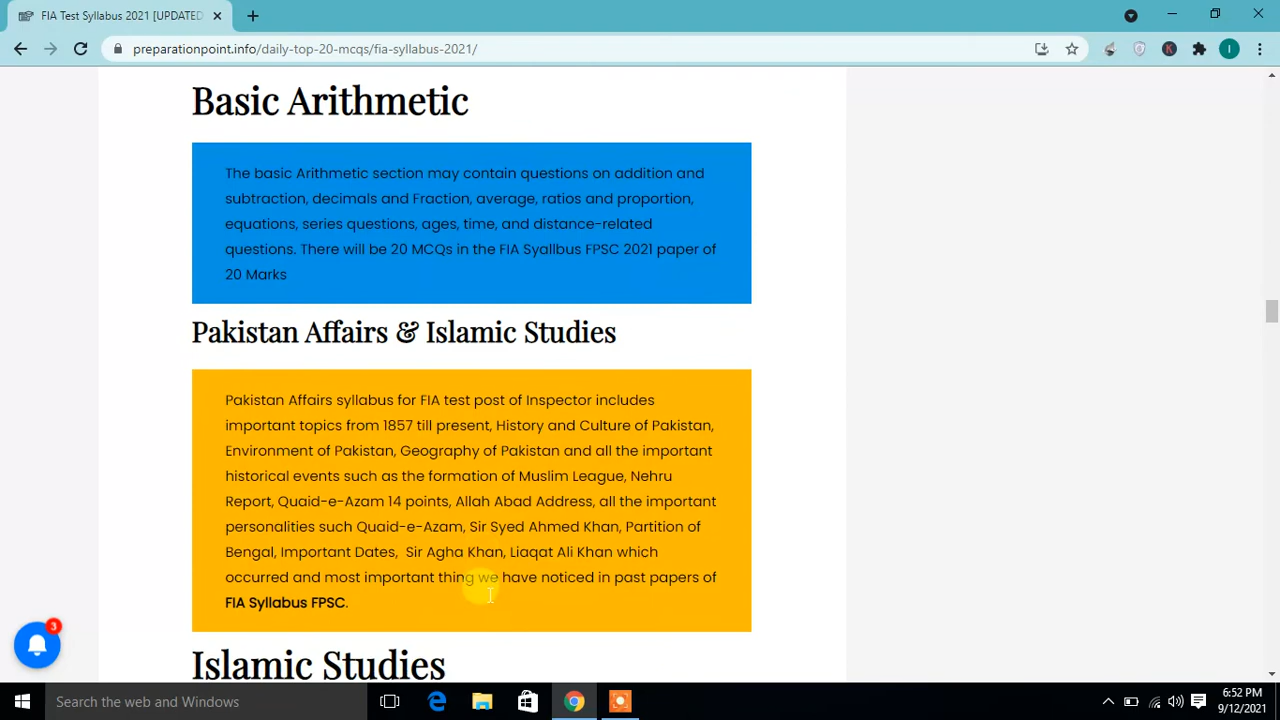 FIA Test Syllabus 2021 [UPDATED
preparationpoint.info/daily-top-20-mcqs/fia-syllabus-2021/
K
I
Basic Arithmetic
The basic Arithmetic section may contain questions on addition and
subtraction, decimals and Fraction, average, ratios and proportion,
equations, series questions, ages, time, and distance-related
questions. There will be 20 MCQs in the FIA Syallbus FPSC 2021 paper of
20 Marks
Pakistan Affairs & Islamic Studies
Pakistan Affairs syllabus for FIA test post of Inspector includes
important topics from 1857 till present, History and Culture of Pakistan,
Environment of Pakistan, Geography of Pakistan and all the important
historical events such as the formation of Muslim League, Nehru
Report, Quaid-e-Azam 14 points, Allah Abad Address, all the important
personalities such Quaid-e-Azam, Sir Syed Ahmed Khan, Partition of
Bengal, Important Dates, Sir Agha Khan, Liaqat Ali Khan which
occurred and most important thing we have noticed in past papers of
FIA Syllabus FPSC.
3
Islamic Studies
Search the web and Windows
6:52 PM
9/12/2021